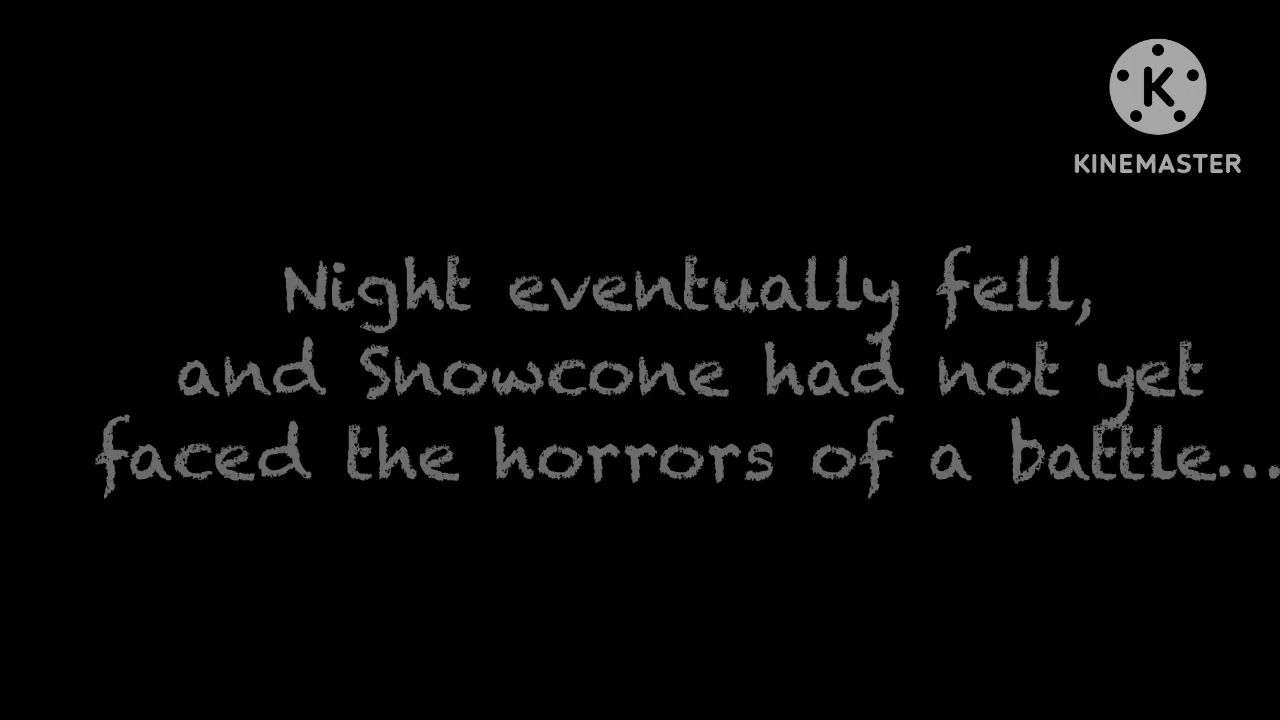 K
KINEMASTER
Night eventually fell,
and Snowcone had not yet
faced the horrors of a battle...